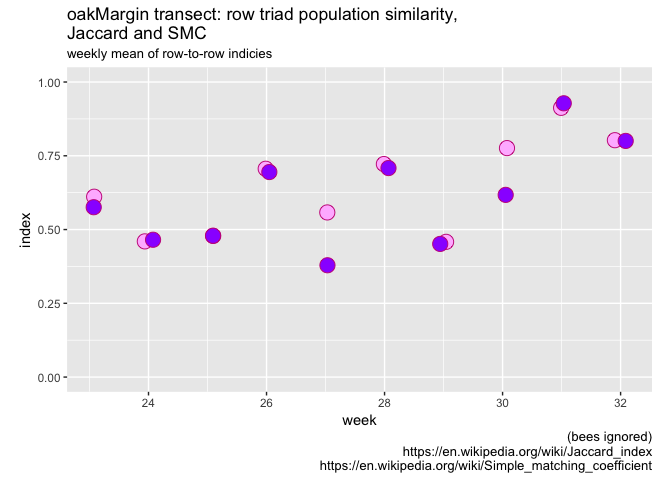 oakMargin transect: row triad population similarity,
Jaccard and SMC
weekly mean of row-to-row indicies
1.00
0.75
0.50
0.25
0.00
index
24 26 28 30 32
week
(bees ignored)
https://en.wikipedia.org/wiki/Jaccard_index
https://en.wikipedia.org/wiki/Simple_matching_coefficient